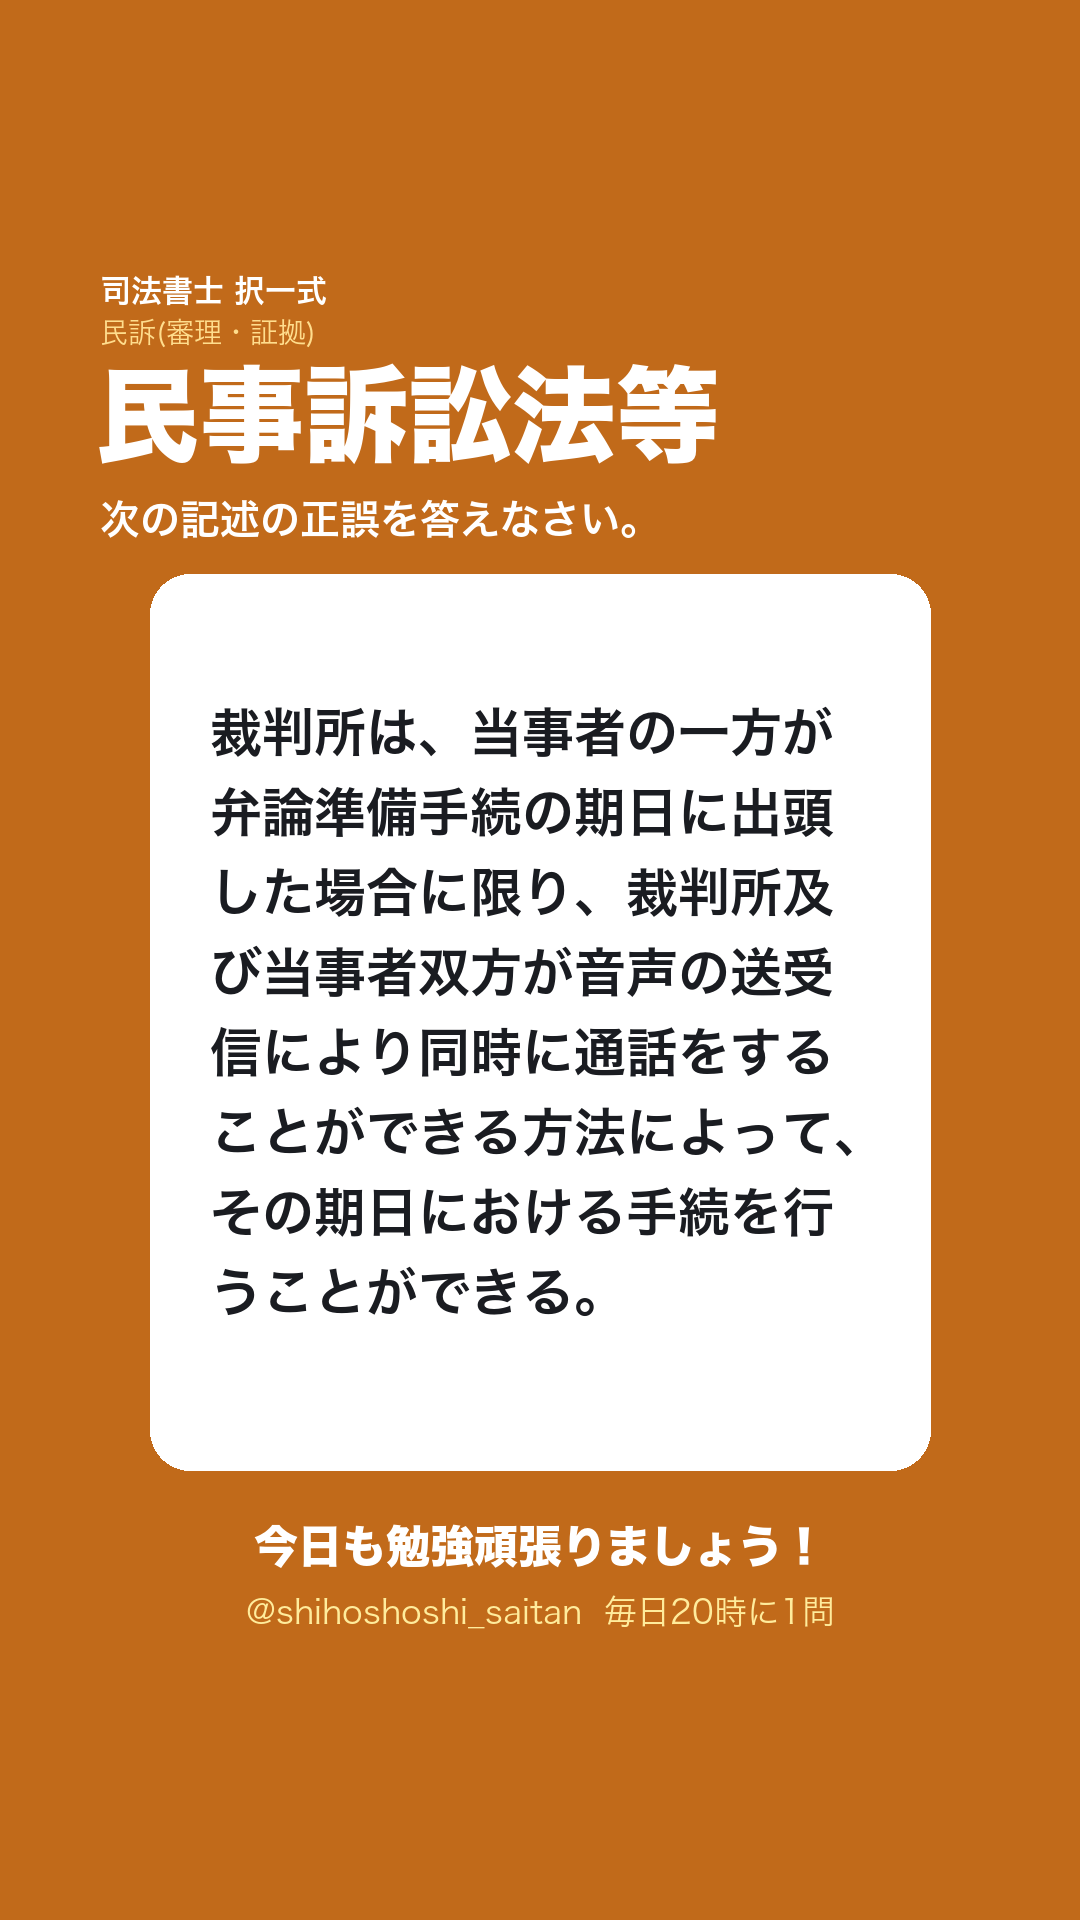 司法書士 択一式
民訴(審理・証拠)
民事訴訟法等
次の記述の正誤を答えなさい。
裁判所は、当事者の一方が
弁論準備手続の期日に出頭
した場合に限り、裁判所及
び当事者双方が音声の送受
信により同時に通話をする
ことができる方法によって、
その期日における手続を行
うことができる。
今日も勉強頑張りましょう！
@shihoshoshi_saitan 毎日20時に1問